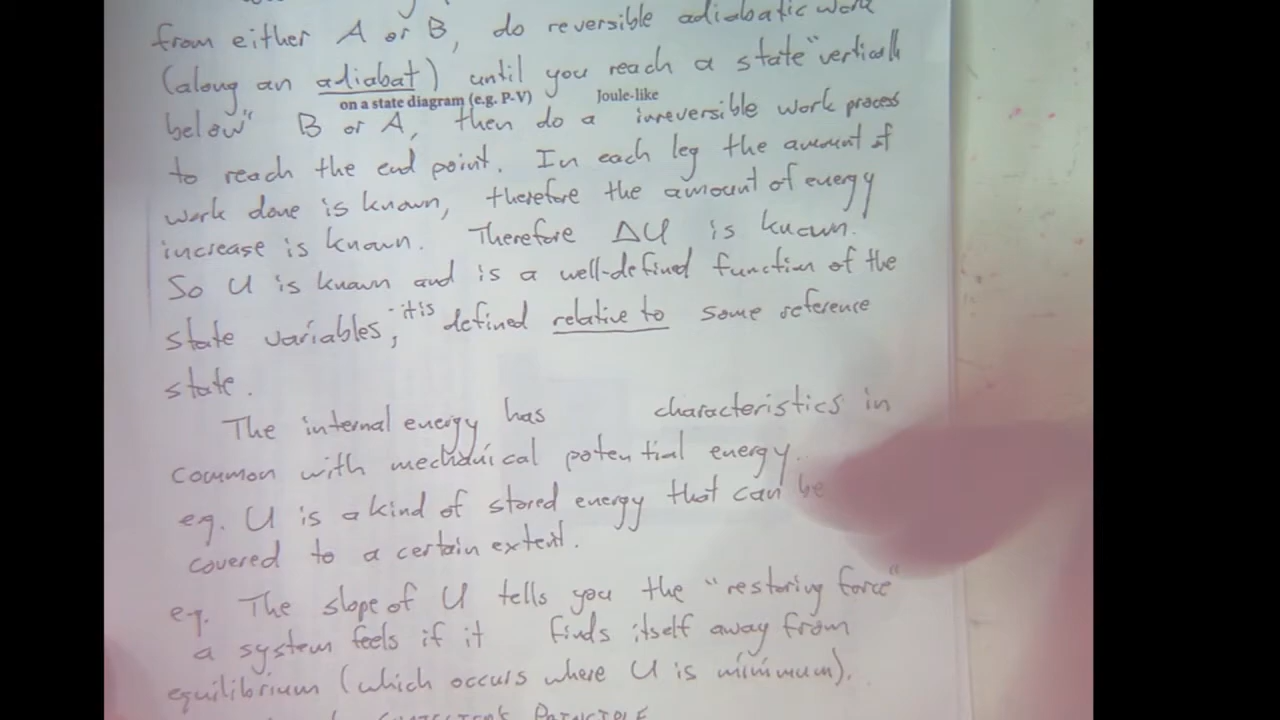 from either A or B, do reversible adiabatic work
(along an adiabat) until you reach a state "vertically
on a state diagram (e.g. P-V) Joule-like
below" B or A, then do a irreversible work process
to reach the end point. In each leg the amount of
work done is known, therefore the amount of energy
increase is known. Therefore ΔU is known.
So U is known and is a well-defined function of the
state variables; it is defined relative to some reference
state.
The internal energy has characteristics in
common with mechanical potential energy.
eg. U is a kind of stored energy that can be
covered to a certain extent.
eg. The slope of U tells you the "restoring force"
a system feels if it finds itself away from
equilibrium (which occurs where U is minimum).
PRINCIPLE